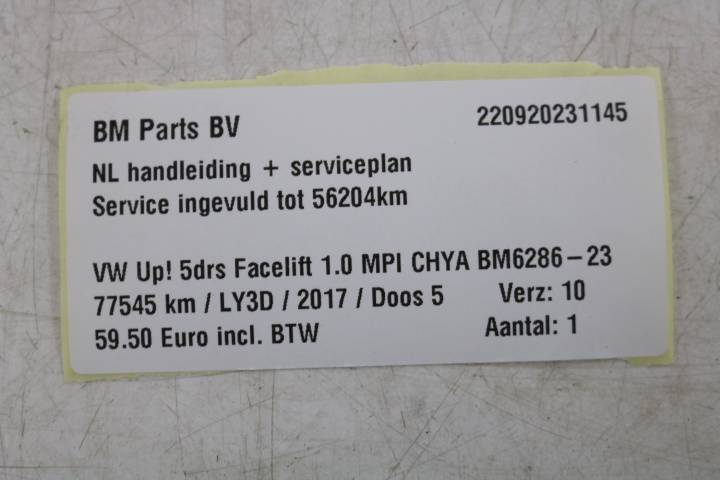 BM Parts BV 220920231145
NL handleiding + serviceplan
Service ingevuld tot 56204km
VW Up! 5drs Facelift 1.0 MPI CHYA BM6286-23
77545 km / LY3D / 2017 / Doos 5 Verz: 10
59.50 Euro incl. BTW Aantal: 1